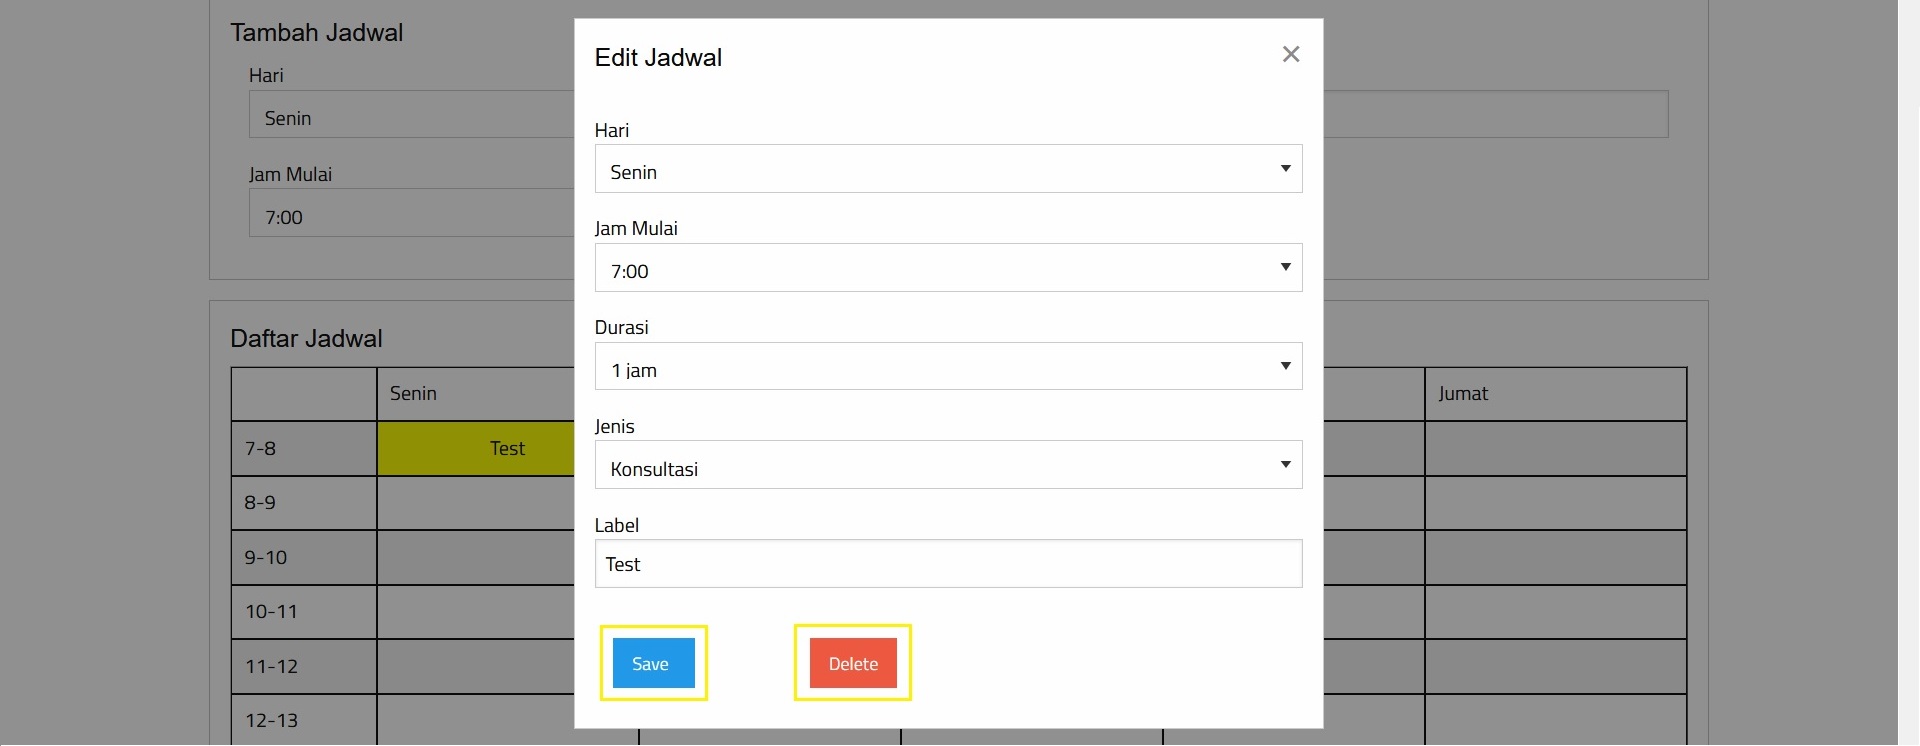 Tambah Jadwal
Hari
Senin
Jam Mulai
7:00
Daftar Jadwal
Senin
Jumat
7-8
Test
8-9
9-10
10-11
11-12
12-13
Edit Jadwal
×
Hari
Senin
Jam Mulai
7:00
Durasi
1 jam
Jenis
Konsultasi
Label
Test
Save
Delete